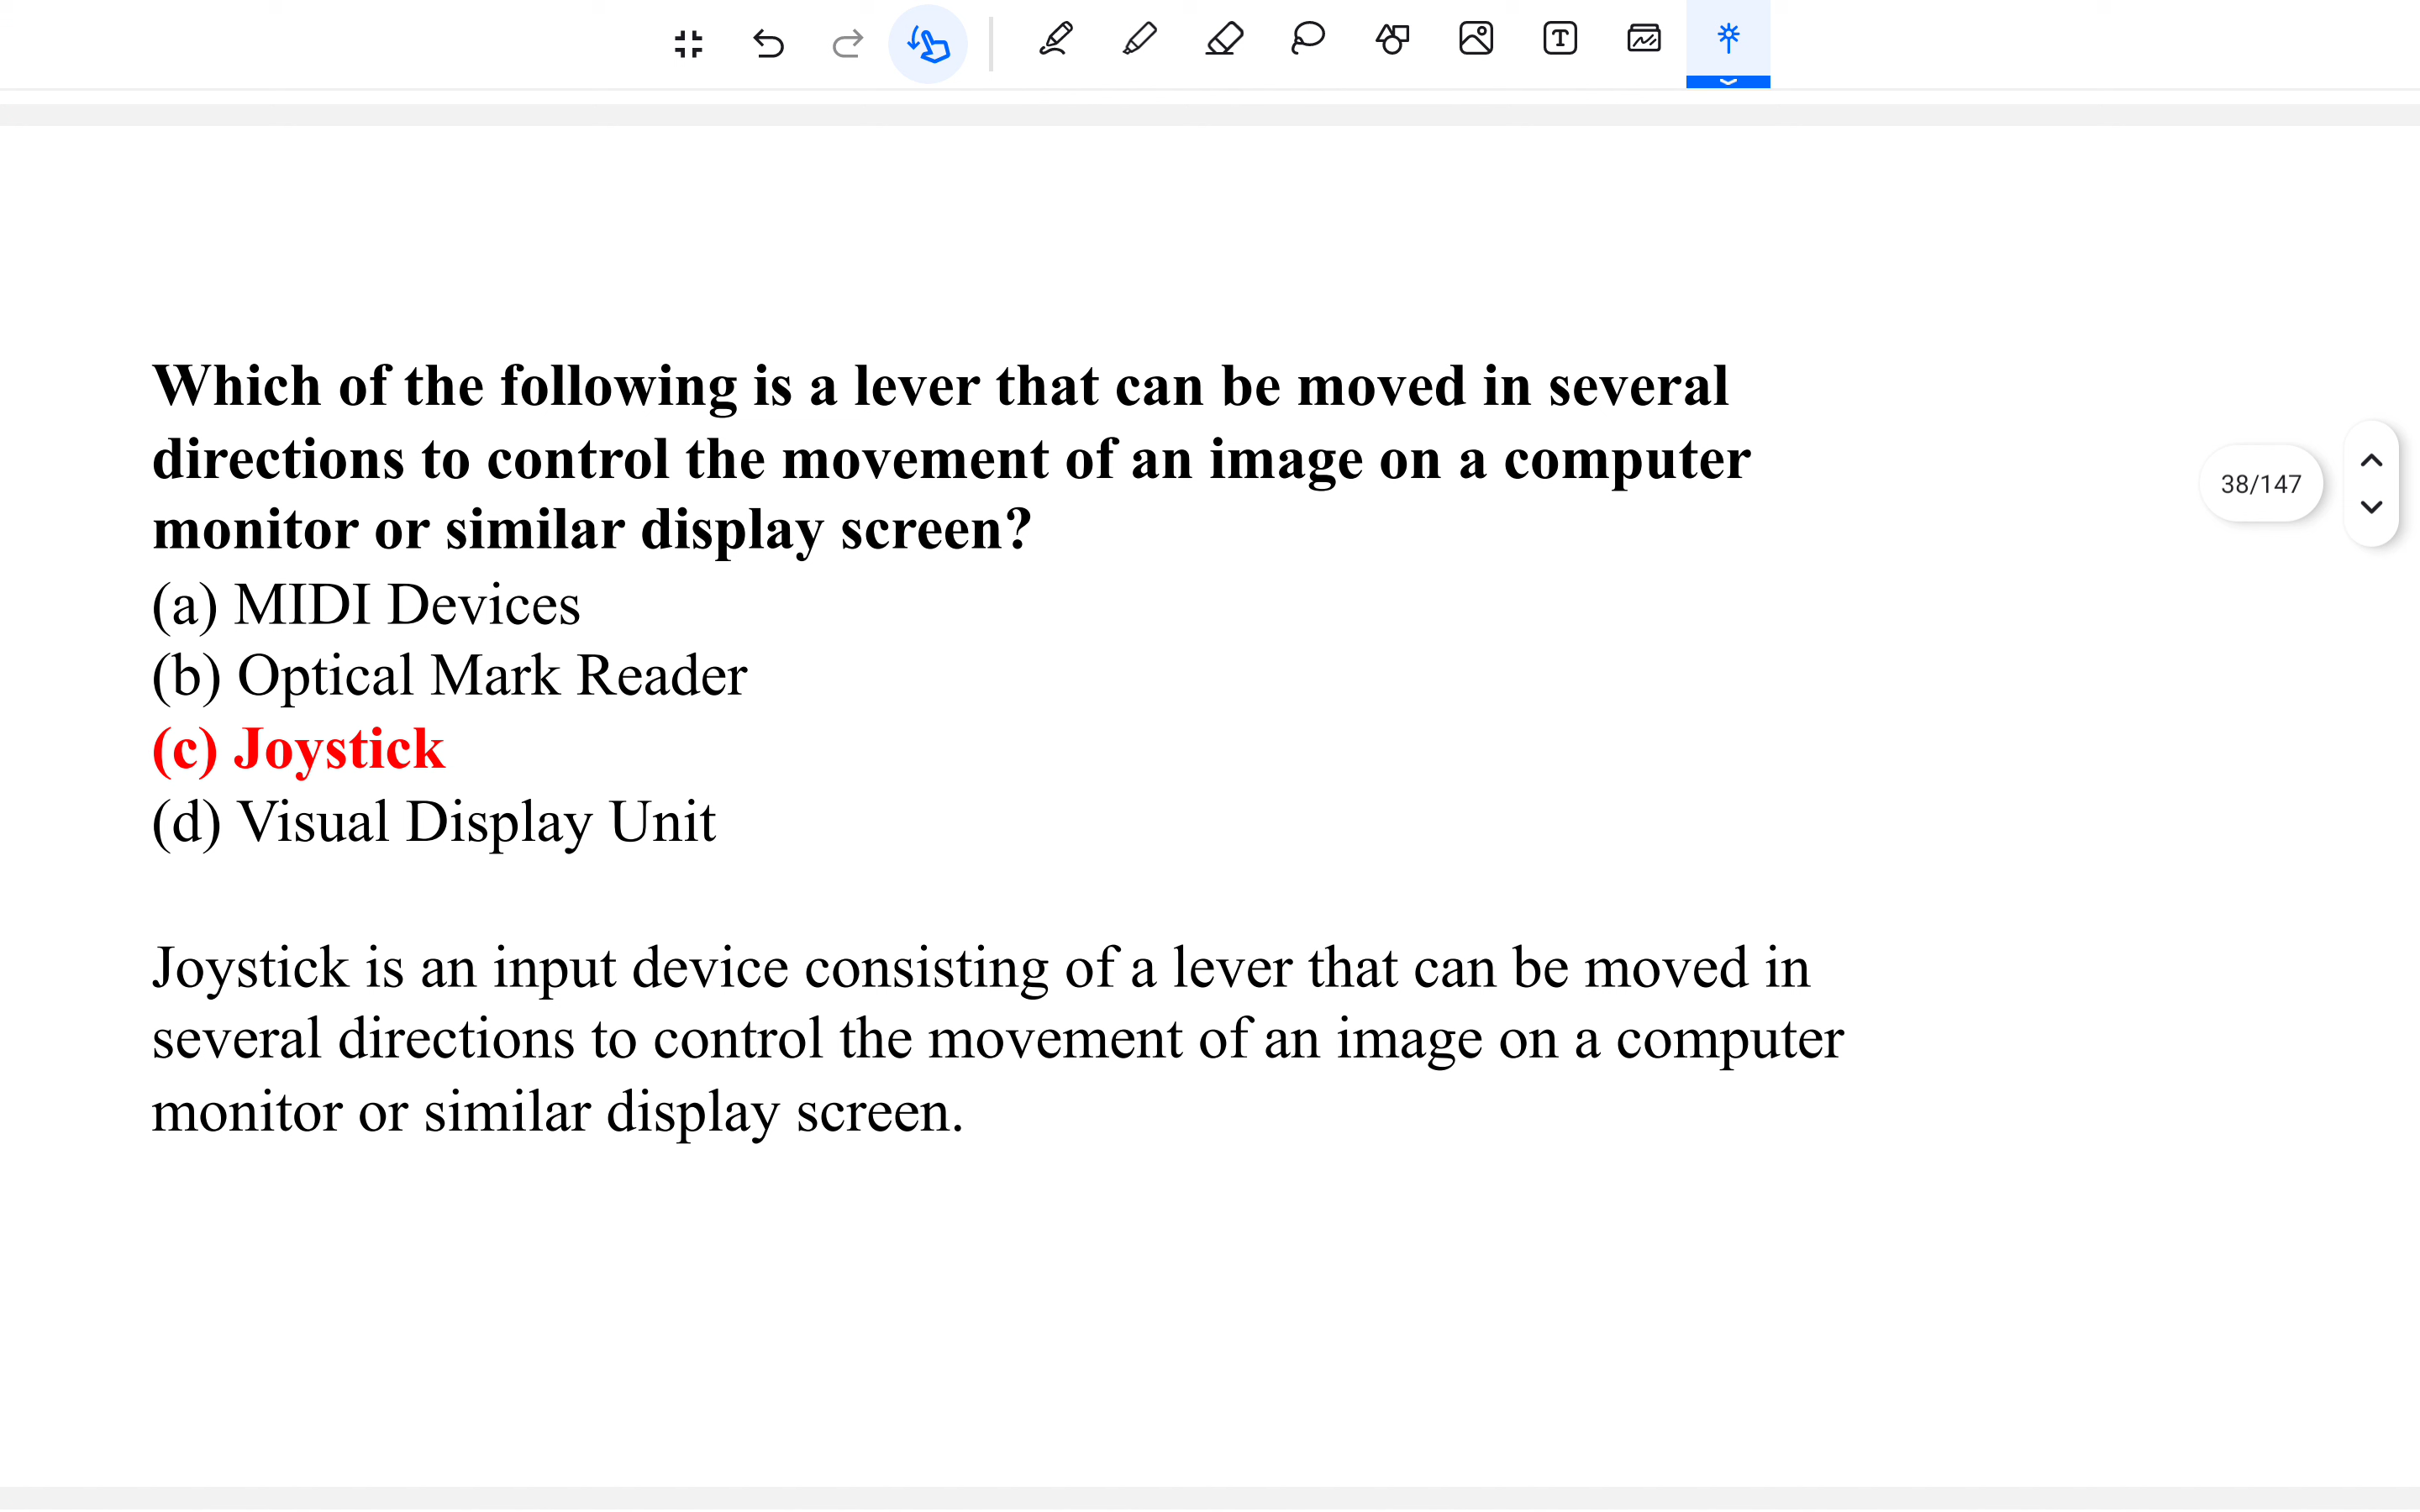 Which of the following is a lever that can be moved in several
directions to control the movement of an image on a computer
monitor or similar display screen?
(a) MIDI Devices
(b) Optical Mark Reader
(c) Joystick
(d) Visual Display Unit
Joystick is an input device consisting of a lever that can be moved in
several directions to control the movement of an image on a computer
monitor or similar display screen.
38/147